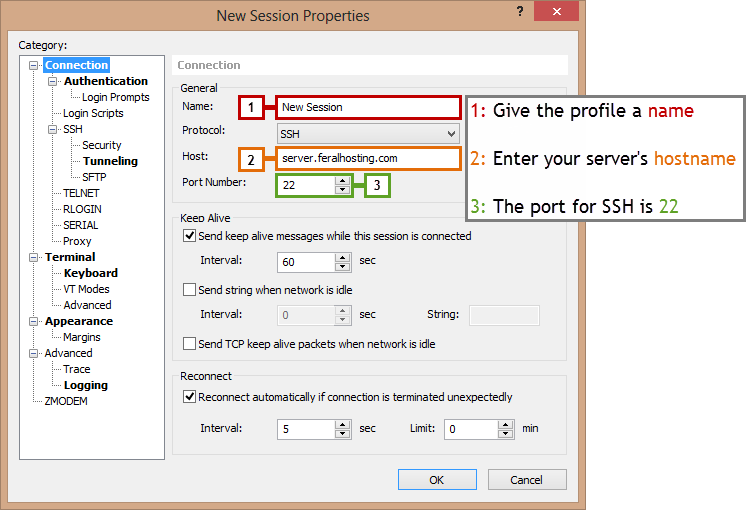 New Session Properties
?
Category:
Connection
Authentication
Login Prompts
Login Scripts
SSH
Security
Tunneling
SFTP
TELNET
RLOGIN
SERIAL
Proxy
Terminal
Keyboard
VT Modes
Advanced
Appearance
Margins
Advanced
Trace
Logging
ZMODEM
Connection
General
Name: 1 New Session
Protocol: SSH
Host: 2 server.feralhosting.com
Port Number: 22 3
1: Give the profile a name
2: Enter your server's hostname
3: The port for SSH is 22
Keep Alive
Send keep alive messages while this session is connected
Interval: 60 sec
Send string when network is idle
Interval: 0 sec String:
Send TCP keep alive packets when network is idle
Reconnect
Reconnect automatically if connection is terminated unexpectedly
Interval: 5 sec Limit: 0 min
OK Cancel